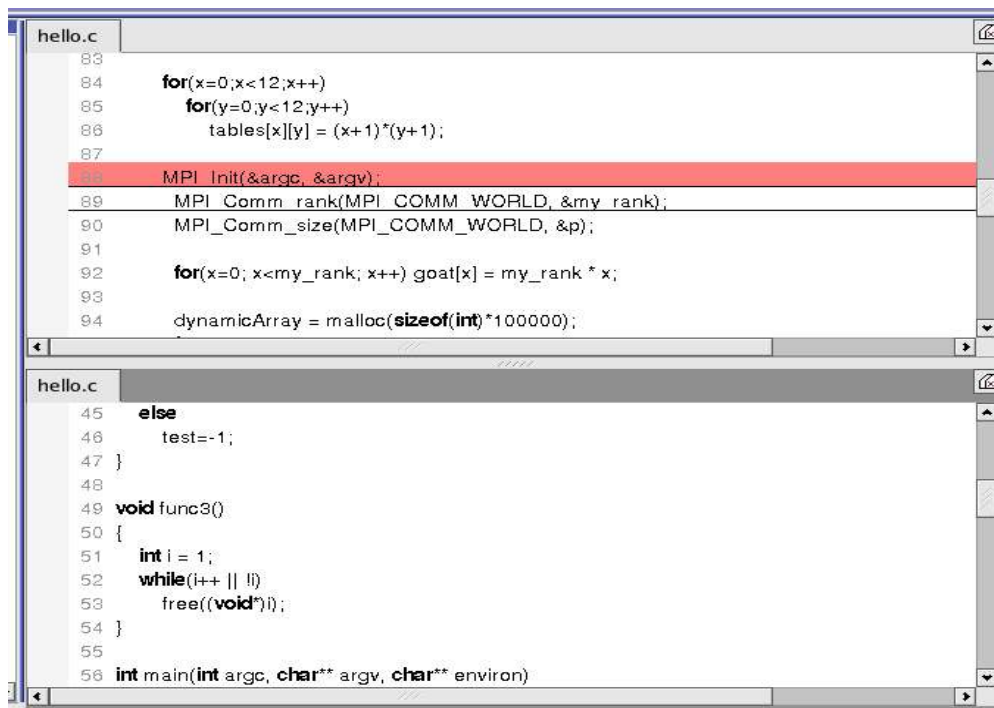 hello.c
83
84 for(x=0;x<12;x++)
85 for(y=0;y<12;y++)
86 tables[x][y] = (x+1)*(y+1);
87
88 MPI_Init(&argc, &argv);
89 MPI_Comm_rank(MPI_COMM_WORLD, &my_rank);
90 MPI_Comm_size(MPI_COMM_WORLD, &p);
91
92 for(x=0; x<my_rank; x++) goat[x] = my_rank * x;
93
94 dynamicArray = malloc(sizeof(int)*100000);
hello.c
45 else
46 test=-1;
47 }
48
49 void func3()
50 {
51 int i = 1;
52 while(i++ || !i)
53 free((void*)i);
54 }
55
56 int main(int argc, char** argv, char** environ)